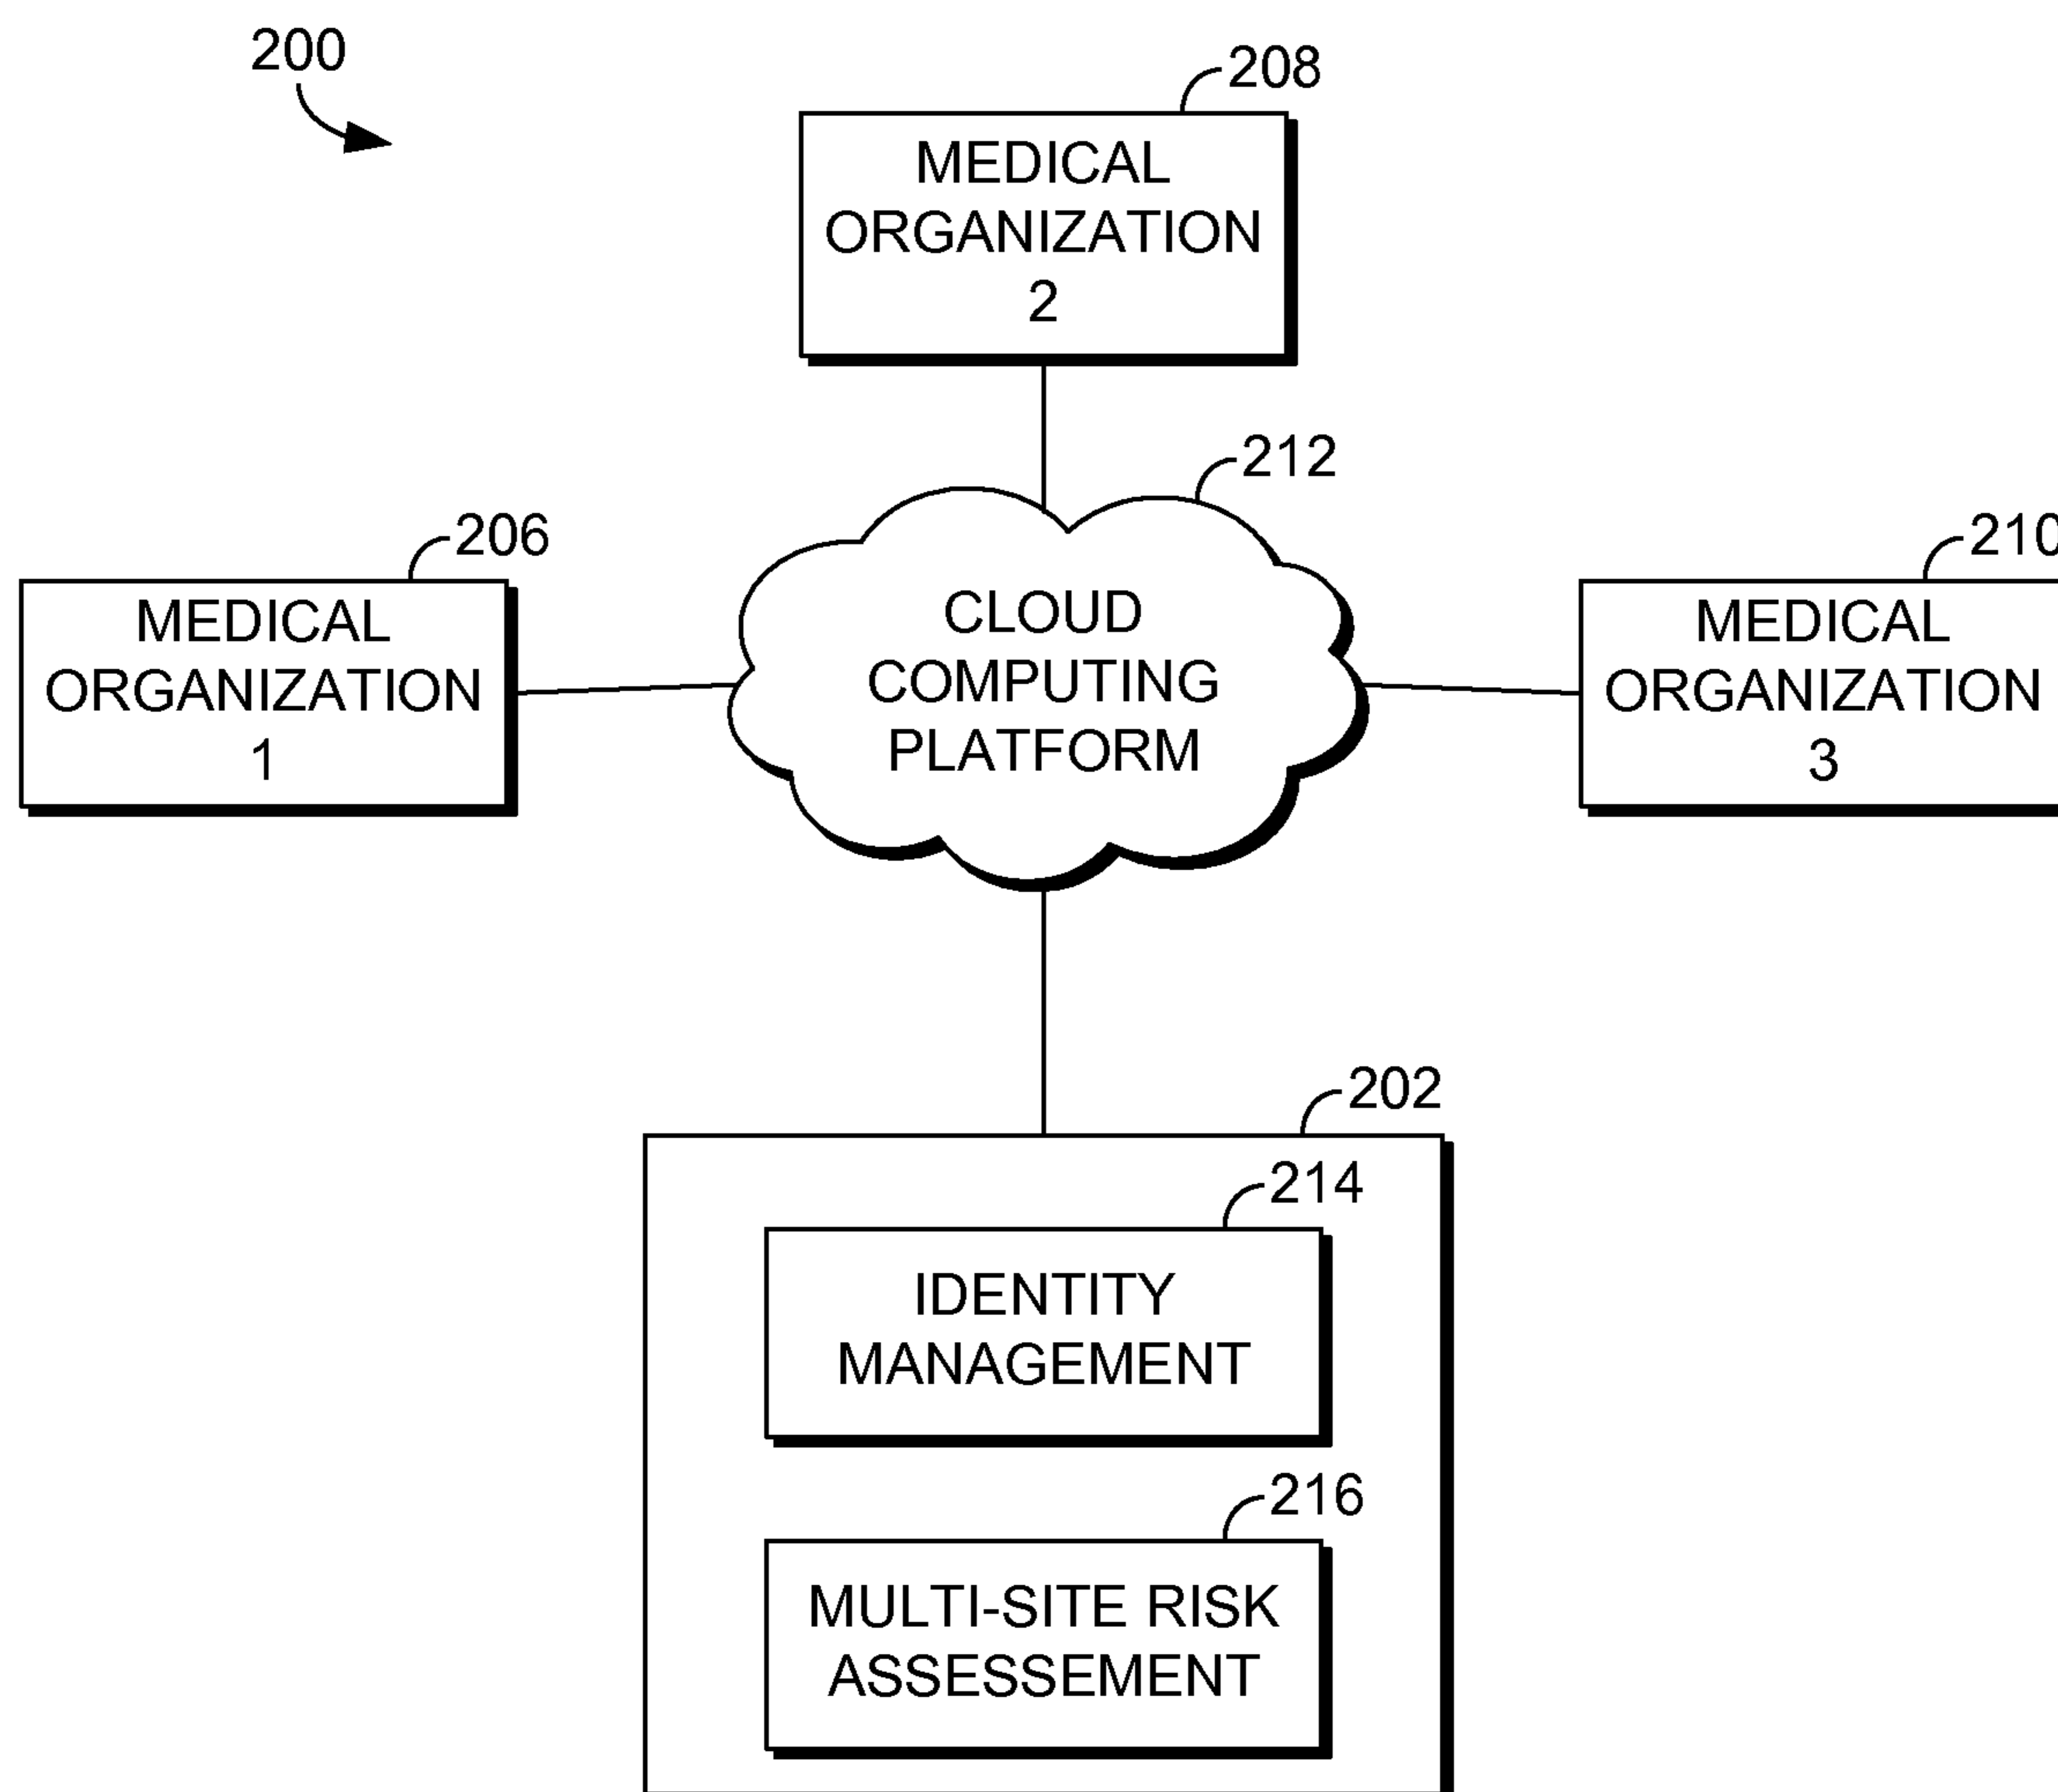 200
208
MEDICAL
ORGANIZATION
2
212
206
MEDICAL
ORGANIZATION
1
CLOUD
COMPUTING
PLATFORM
210
MEDICAL
ORGANIZATION
3
202
214
IDENTITY
MANAGEMENT
216
MULTI-SITE RISK
ASSESSEMENT